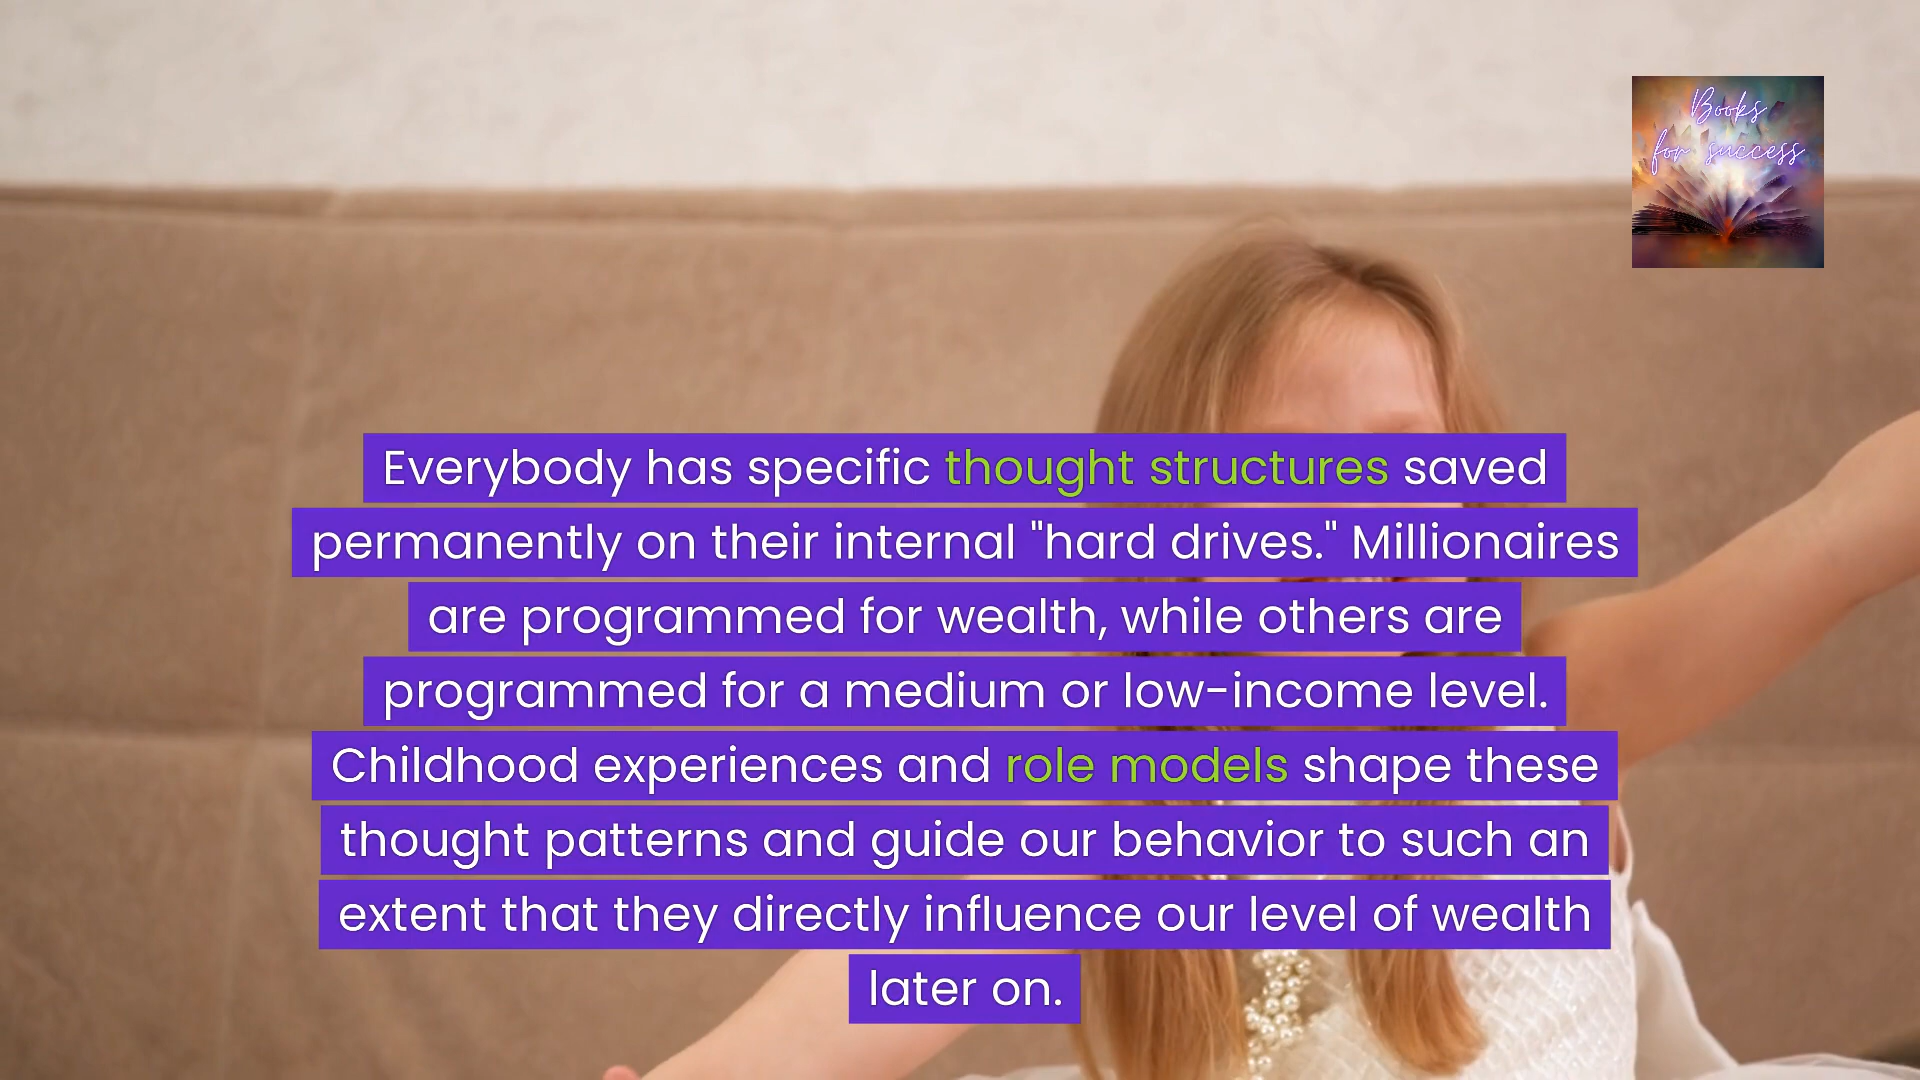 Books
for success
Everybody has specific thought structures saved
permanently on their internal "hard drives." Millionaires
are programmed for wealth, while others are
programmed for a medium or low-income level.
Childhood experiences and role models shape these
thought patterns and guide our behavior to such an
extent that they directly influence our level of wealth
later on.